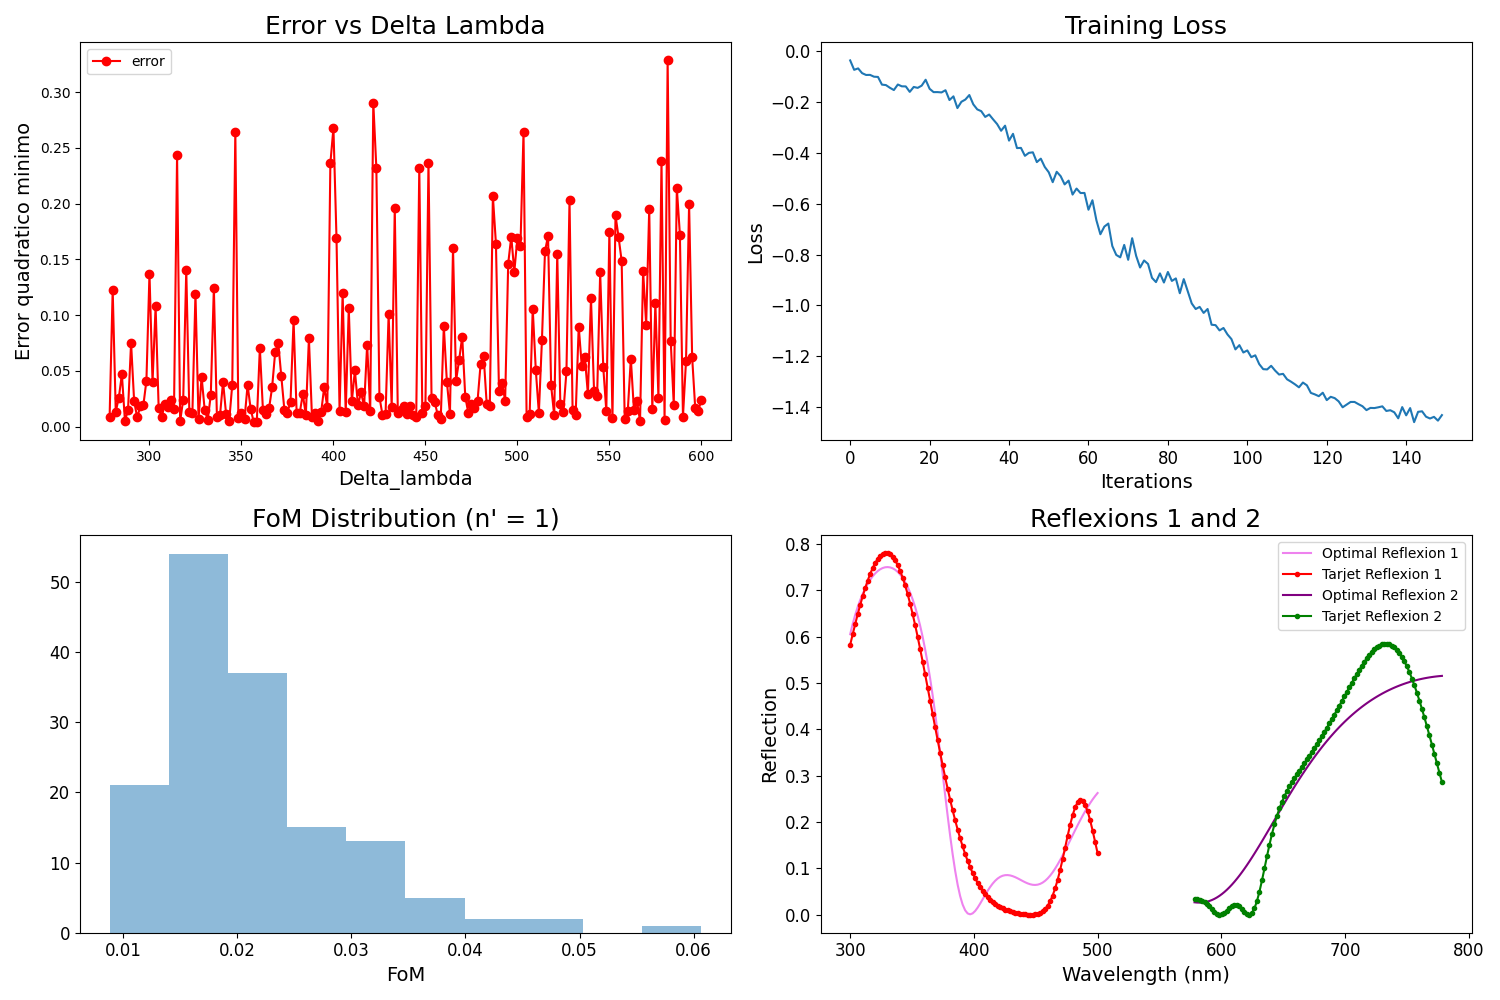 Error vs Delta Lambda
error
Error quadratico minimo
0.30
0.25
0.20
0.15
0.10
0.05
0.00
300 350 400 450 500 550 600
Delta_lambda
Training Loss
Loss
0.0
−0.2
−0.4
−0.6
−0.8
−1.0
−1.2
−1.4
0 20 40 60 80 100 120 140
Iterations
FoM Distribution (n' = 1)
50
40
30
20
10
0
0.01 0.02 0.03 0.04 0.05 0.06
FoM
Reflexions 1 and 2
Optimal Reflexion 1
Tarjet Reflexion 1
Optimal Reflexion 2
Tarjet Reflexion 2
Reflection
0.8
0.7
0.6
0.5
0.4
0.3
0.2
0.1
0.0
300 400 500 600 700 800
Wavelength (nm)